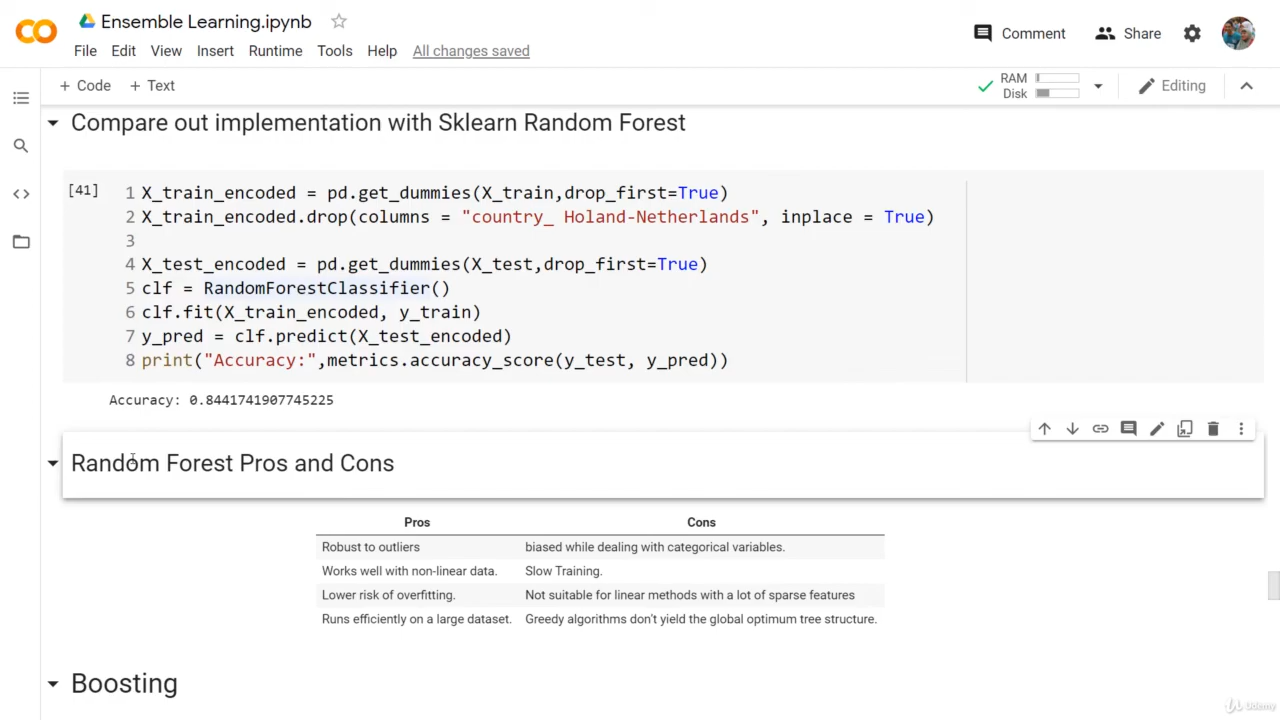 Ensemble Learning.ipynb
File Edit View Insert Runtime Tools Help All changes saved
Comment Share
+ Code + Text
RAM
Disk
Editing
Compare out implementation with Sklearn Random Forest
[41]
1 X_train_encoded = pd.get_dummies(X_train,drop_first=True)
2 X_train_encoded.drop(columns = "country_ Holand-Netherlands", inplace = True)
3
4 X_test_encoded = pd.get_dummies(X_test,drop_first=True)
5 clf = RandomForestClassifier()
6 clf.fit(X_train_encoded, y_train)
7 y_pred = clf.predict(X_test_encoded)
8 print("Accuracy:",metrics.accuracy_score(y_test, y_pred))
Accuracy: 0.8441741907745225
Random Forest Pros and Cons
Pros Cons
Robust to outliers biased while dealing with categorical variables.
Works well with non-linear data. Slow Training.
Lower risk of overfitting. Not suitable for linear methods with a lot of sparse features
Runs efficiently on a large dataset. Greedy algorithms don't yield the global optimum tree structure.
Boosting
Udemy